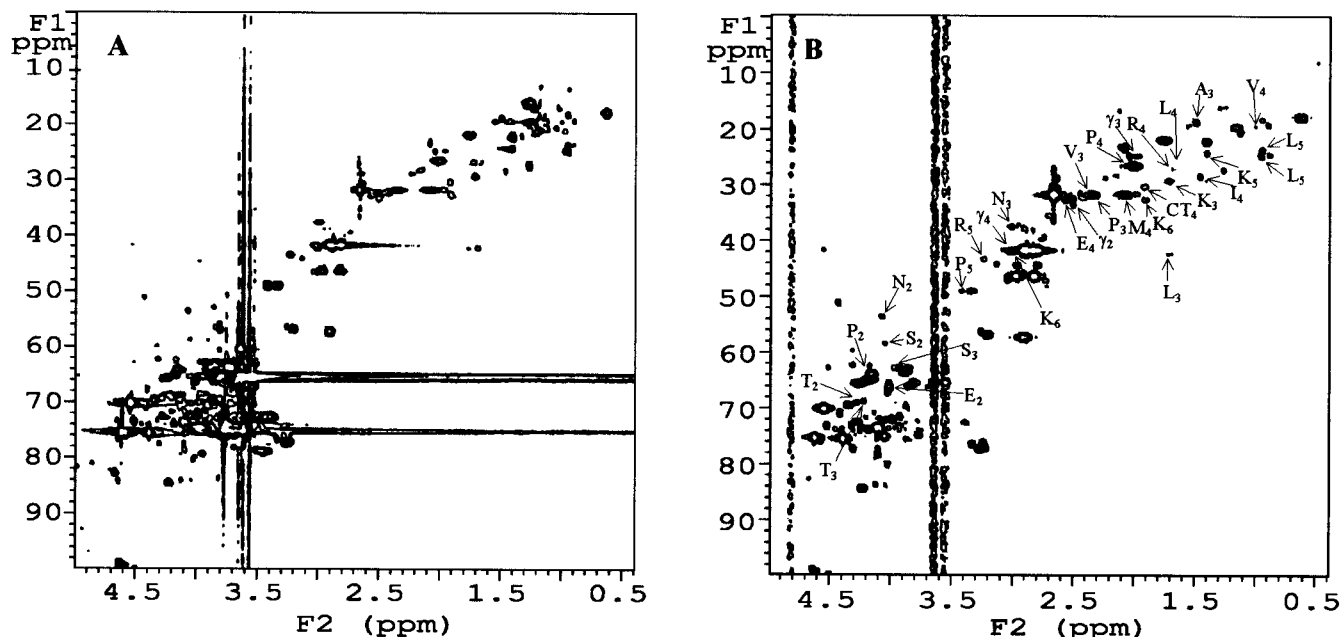 A
F1
ppm
10
20
30
40
50
60
70
80
90
4.5
3.5
2.5
1.5
0.5
F2 (ppm)
B
F1
ppm
10
20
30
40
50
60
70
80
90
A3
V4
L4
γ3
R4
P4
V3
L5
L5
K5
I4
K3
CT4
K6
M4
P3
γ2
E4
N3
γ4
R5
P5
K6
L3
N2
S2
P2
S3
T2
E2
T3
4.5
3.5
2.5
1.5
0.5
F2 (ppm)